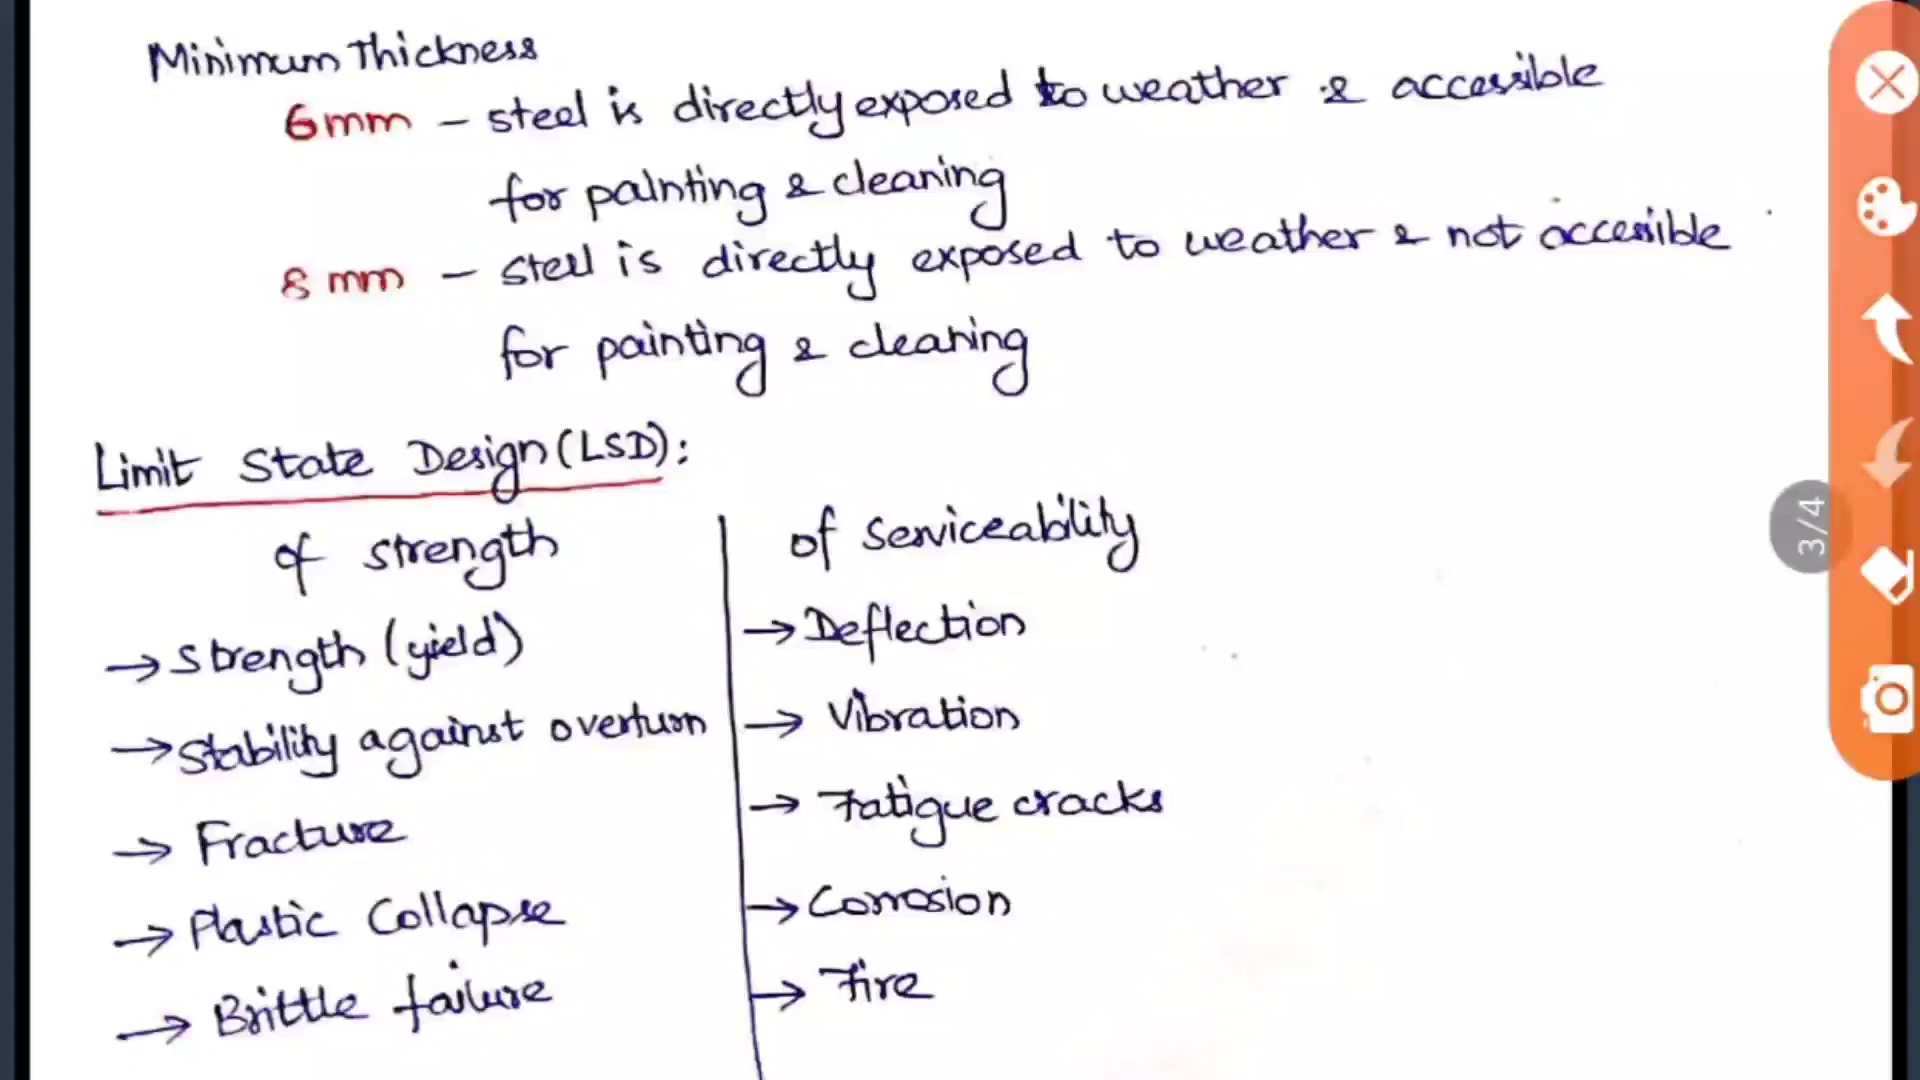 Minimum Thickness
6mm - steel is directly exposed to weather & accessible
for painting & cleaning
8 mm - steel is directly exposed to weather & not accessible
for painting & cleaning
Limit State Design (LSD):
of strength
of Serviceability
→ Strength (yield)
→ Deflection
→ Stability against overturn
→ Vibration
→ Fracture
→ Fatigue cracks
→ Plastic Collapse
→ Corrosion
→ Brittle failure
→ Fire
3/4